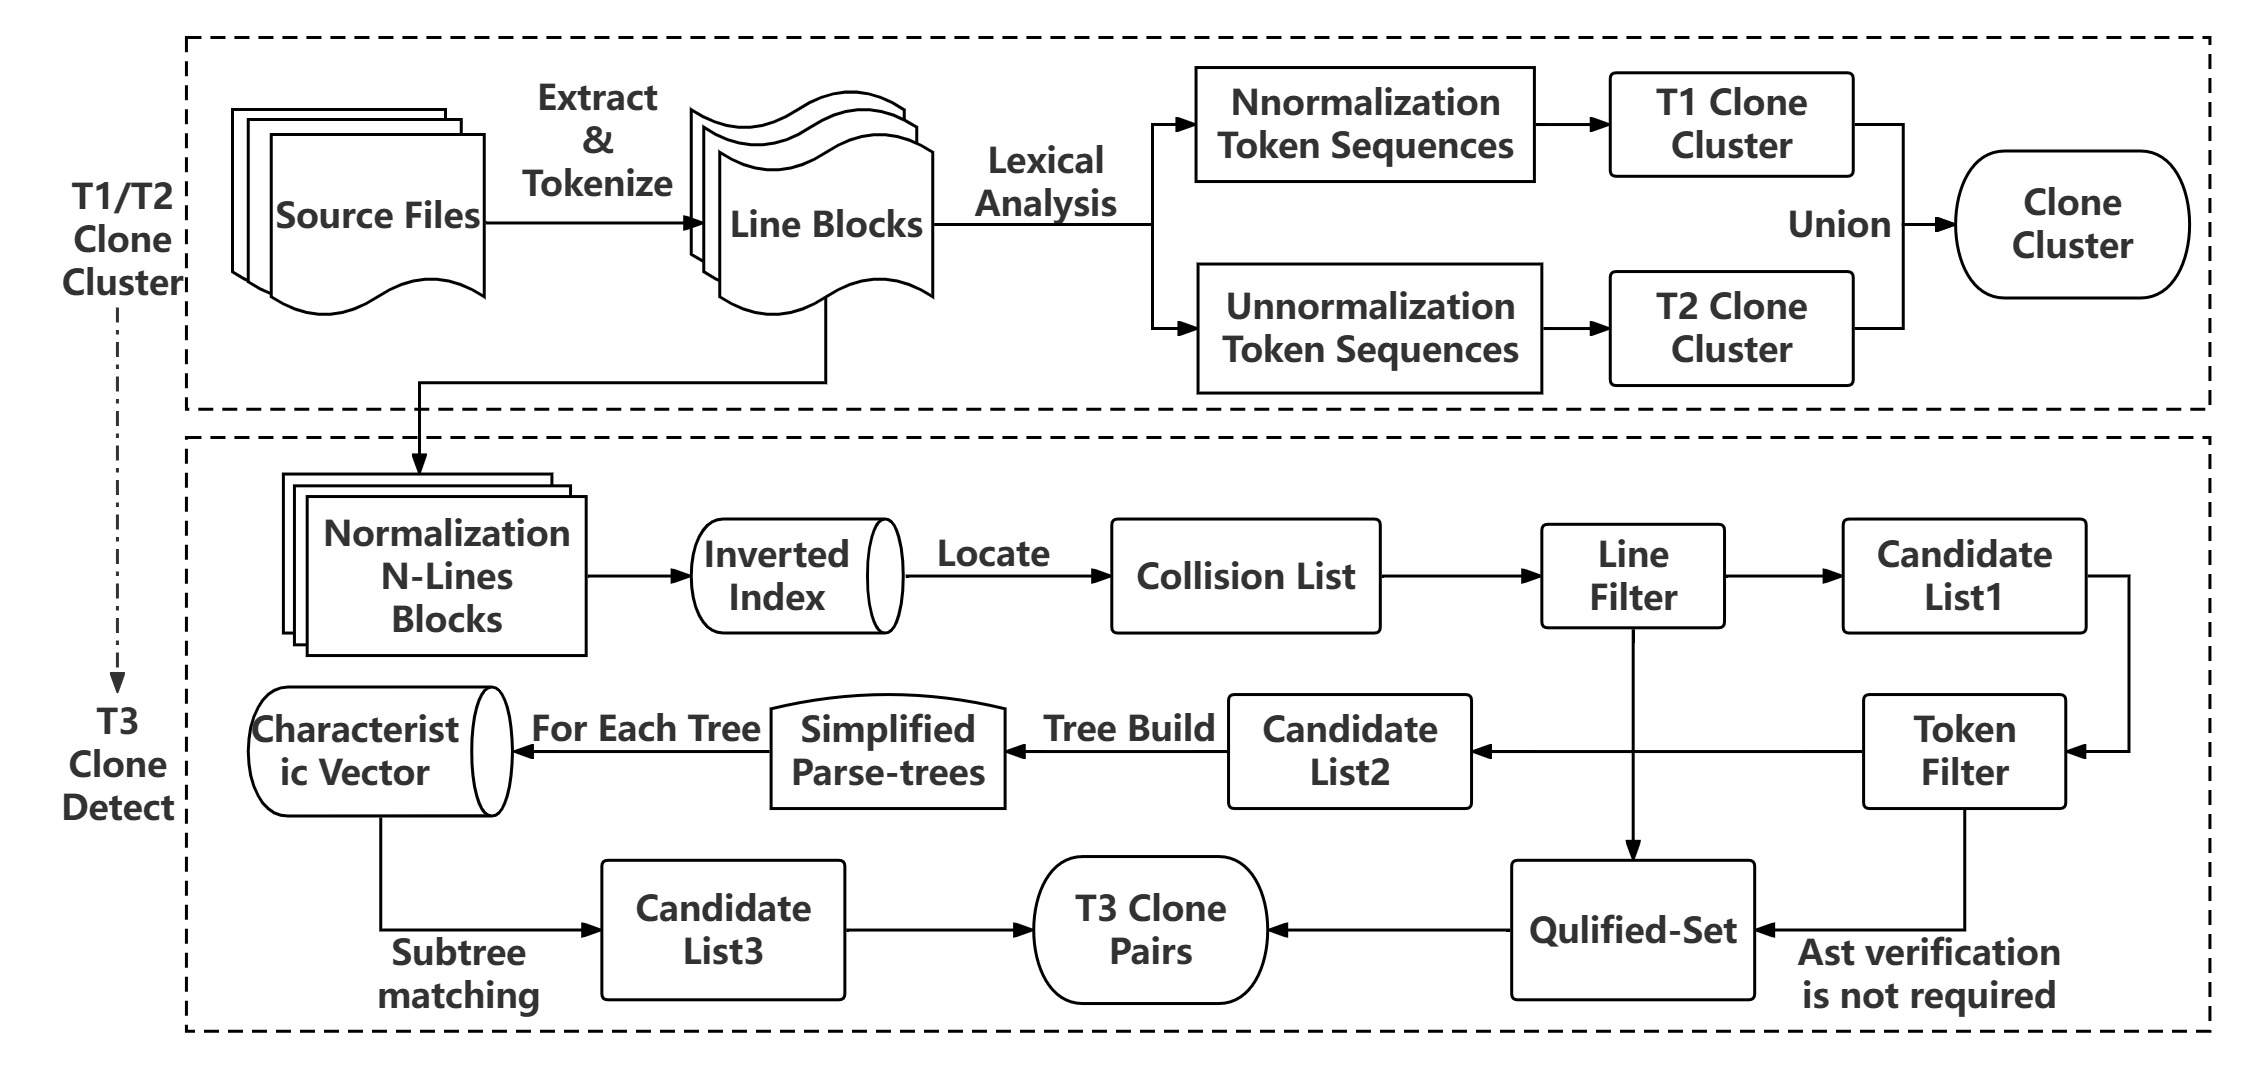 T1/T2
Clone
Cluster
Source Files
Extract
&
Tokenize
Line Blocks
Lexical
Analysis
Nnormalization
Token Sequences
T1 Clone
Cluster
Unnormalization
Token Sequences
T2 Clone
Cluster
Union
Clone
Cluster
T3
Clone
Detect
Normalization
N-Lines
Blocks
Inverted
Index
Locate
Collision List
Line
Filter
Candidate
List1
Token
Filter
Candidate
List2
Tree Build
Simplified
Parse-trees
For Each Tree
Characterist
ic Vector
Subtree
matching
Candidate
List3
T3 Clone
Pairs
Qulified-Set
Ast verification
is not required